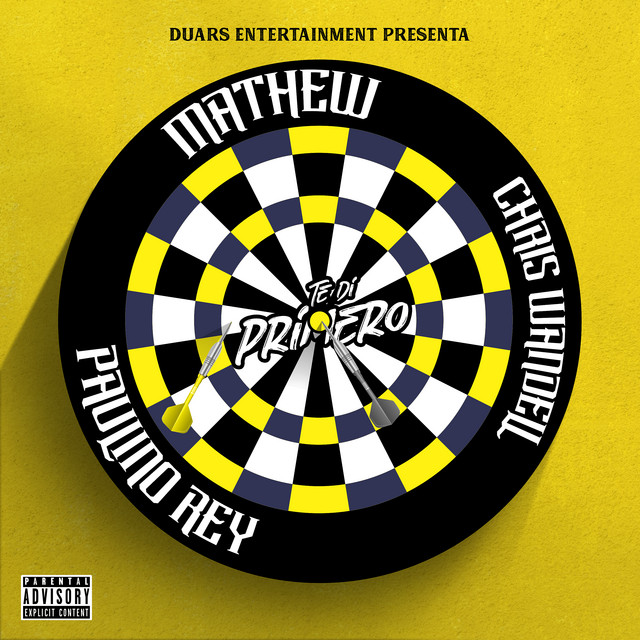 DUARS ENTERTAINMENT PRESENTA
MATHEW
CHRIS WANDELL
TE Di
PRiMERO
PAULINO REY
PARENTAL
ADVISORY
EXPLICIT CONTENT